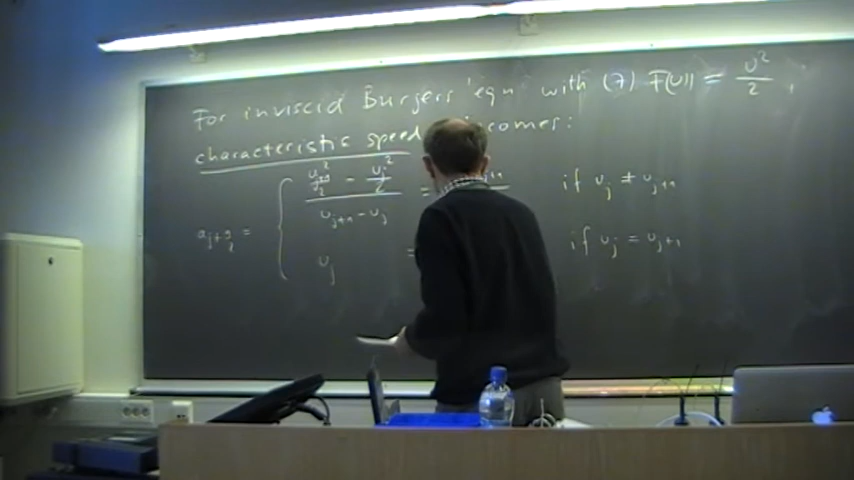 For inviscid Burgers' eqn with (7) F(u) = u²/2 ,
characteristic speed comes:
a_{j+½} = { (u_{j+1}²/2 − u_j²/2) / (u_{j+1} − u_j) = if u_j ≠ u_{j+1}
u_j = if u_j = u_{j+1}